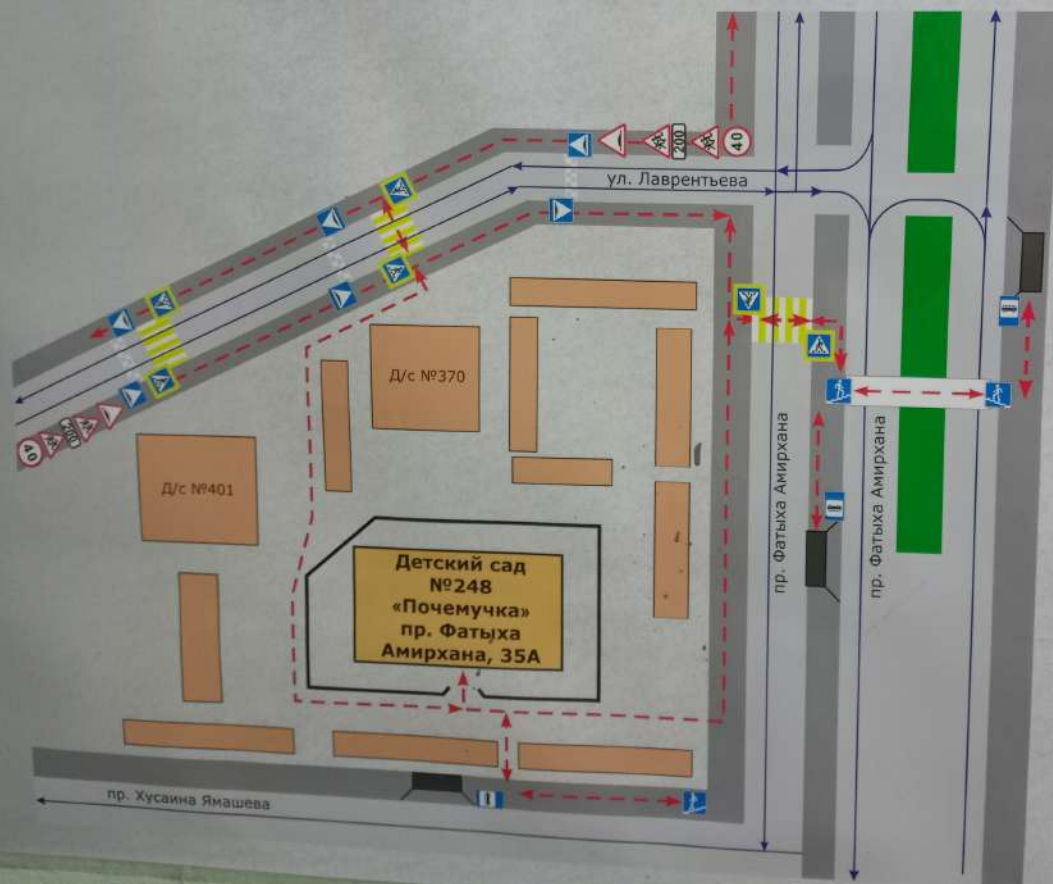 40
200
ул. Лаврентьева
Д/с №370
40
200
Д/с №401
пр. Фатыха Амирхана
пр. Фатыха Амирхана
Детский сад
№248
«Почемучка»
пр. Фатыха
Амирхана, 35А
пр. Хусаина Ямашева